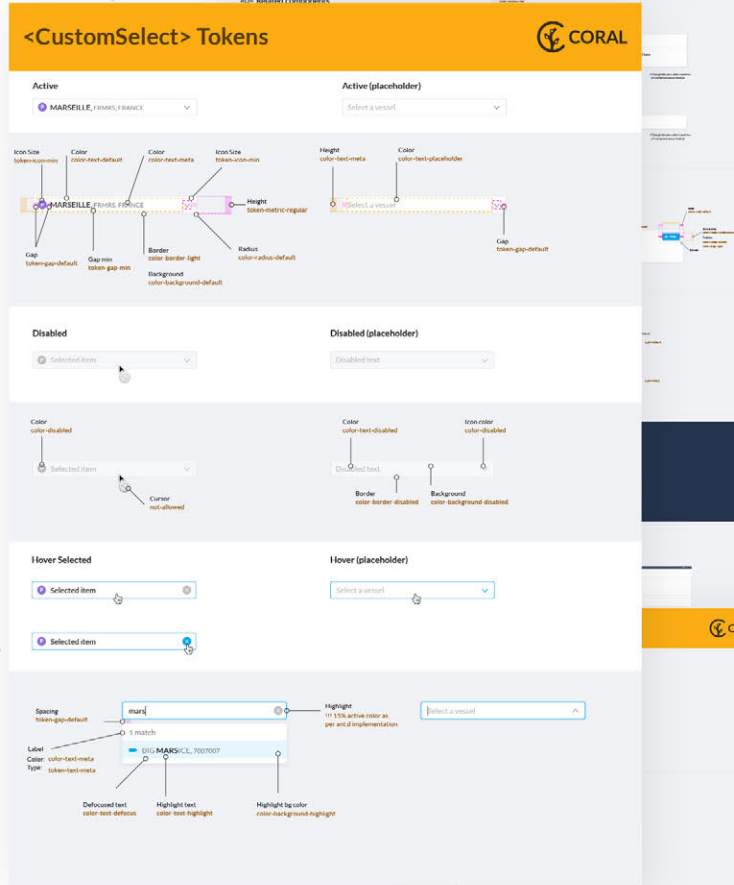 <CustomSelect> Tokens
CORAL
Active
Active (placeholder)
MARSEILLE, FRMRS, FRANCE
Select a vessel
Icon Size
token-icon-min
Color
color-text-default
Color
color-text-meta
Icon Size
token-icon-min
Height
color-text-meta
Color
color-text-placeholder
MARSEILLE, FRMRS, FRANCE
Select a vessel
Height
token-metric-regular
Gap
token-gap-default
Gap min
token-gap-min
Border
color-border-light
Background
color-background-default
Radius
color-radius-default
Gap
token-gap-default
Disabled
Disabled (placeholder)
Selected item
Disabled text
Color
color-disabled
Color
color-text-disabled
Icon color
color-disabled
Selected item
Disabled text
Cursor
not-allowed
Border
color-border-disabled
Background
color-background-disabled
Hover Selected
Hover (placeholder)
Selected item
Select a vessel
Selected item
Spacing
token-gap-default
mars
Highlight
!!! 15% active color as
per ant.d implementation
Select a vessel
1 match
BIG MARSICE, 7007007
Label
Color: color-text-meta
Type: token-text-meta
Defocused text
color-text-defocus
Highlight text
color-text-highlight
Highlight bg color
color-background-highlight